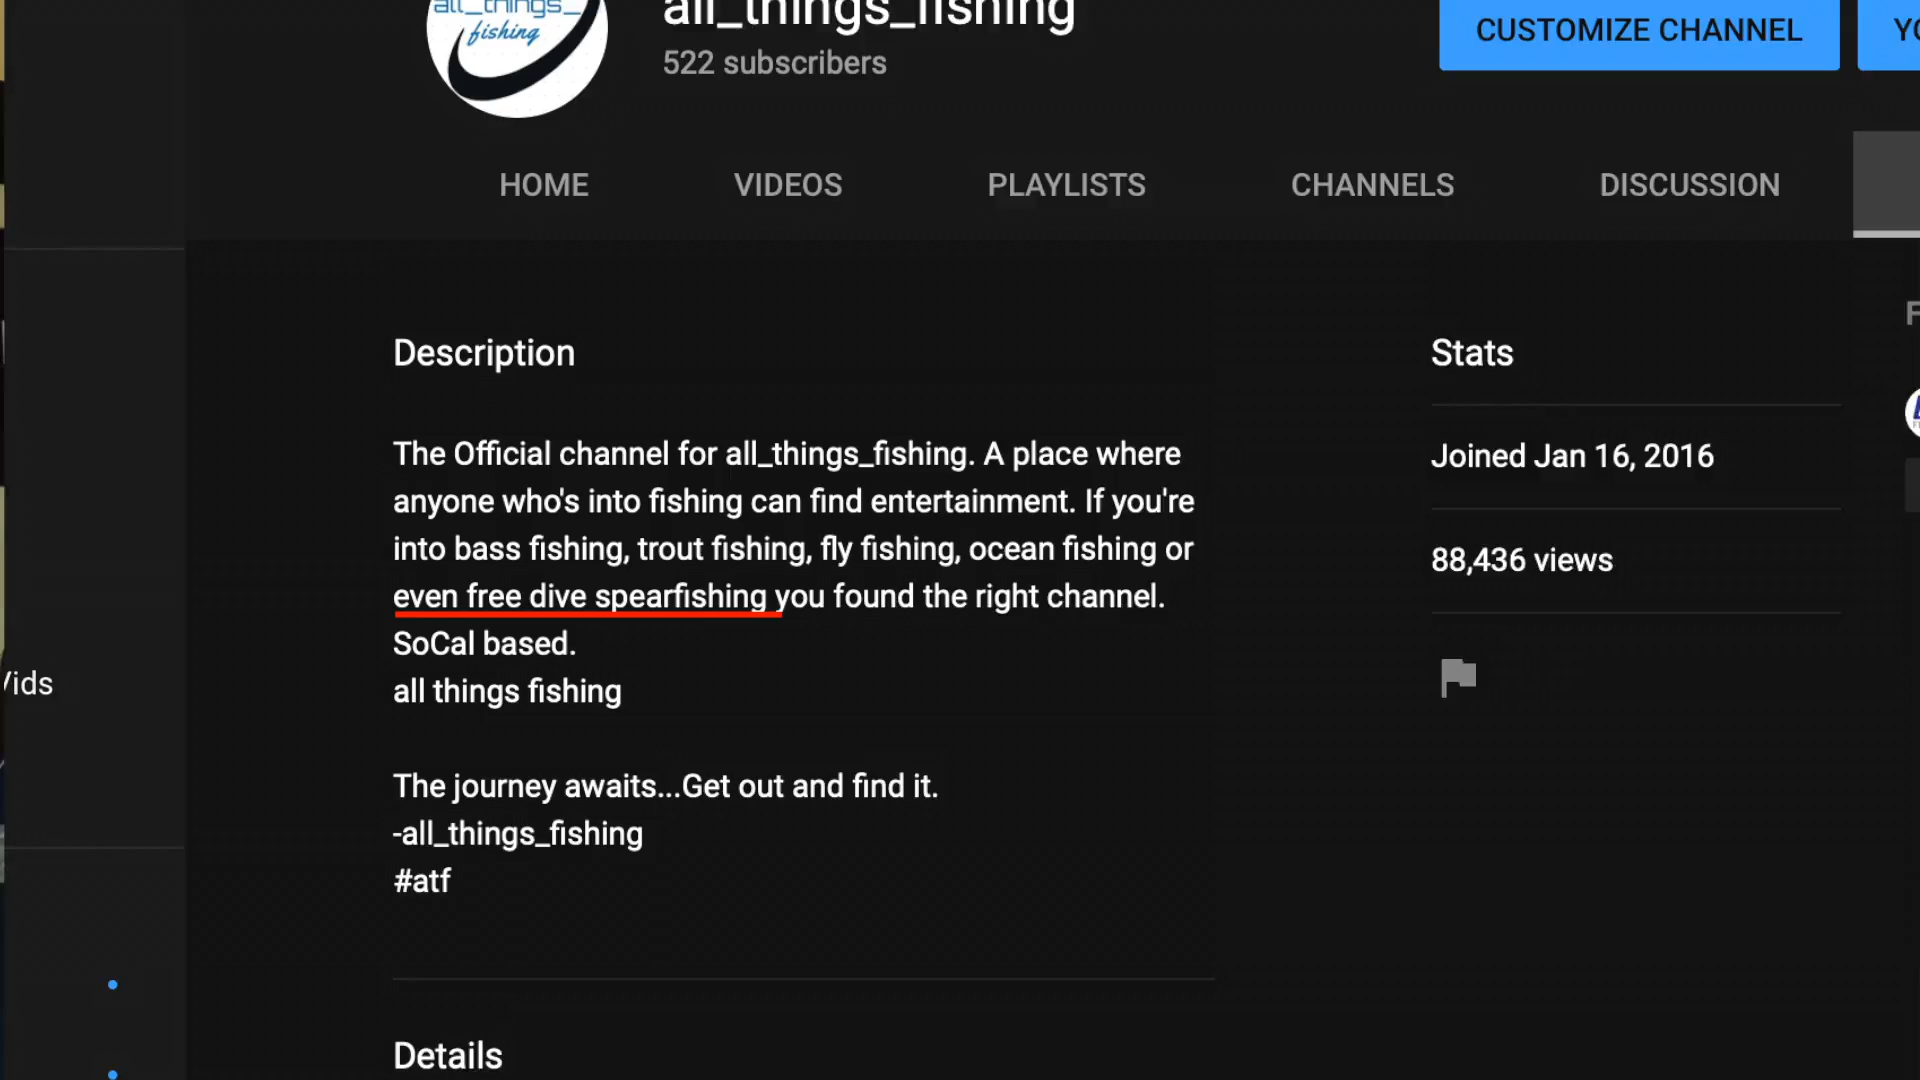 all_things_
fishing
all_things_fishing
522 subscribers
CUSTOMIZE CHANNEL
HOME
VIDEOS
PLAYLISTS
CHANNELS
DISCUSSION
Description
The Official channel for all_things_fishing. A place where
anyone who's into fishing can find entertainment. If you're
into bass fishing, trout fishing, fly fishing, ocean fishing or
even free dive spearfishing you found the right channel.
SoCal based.
all things fishing
The journey awaits...Get out and find it.
-all_things_fishing
#atf
Details
Stats
Joined Jan 16, 2016
88,436 views